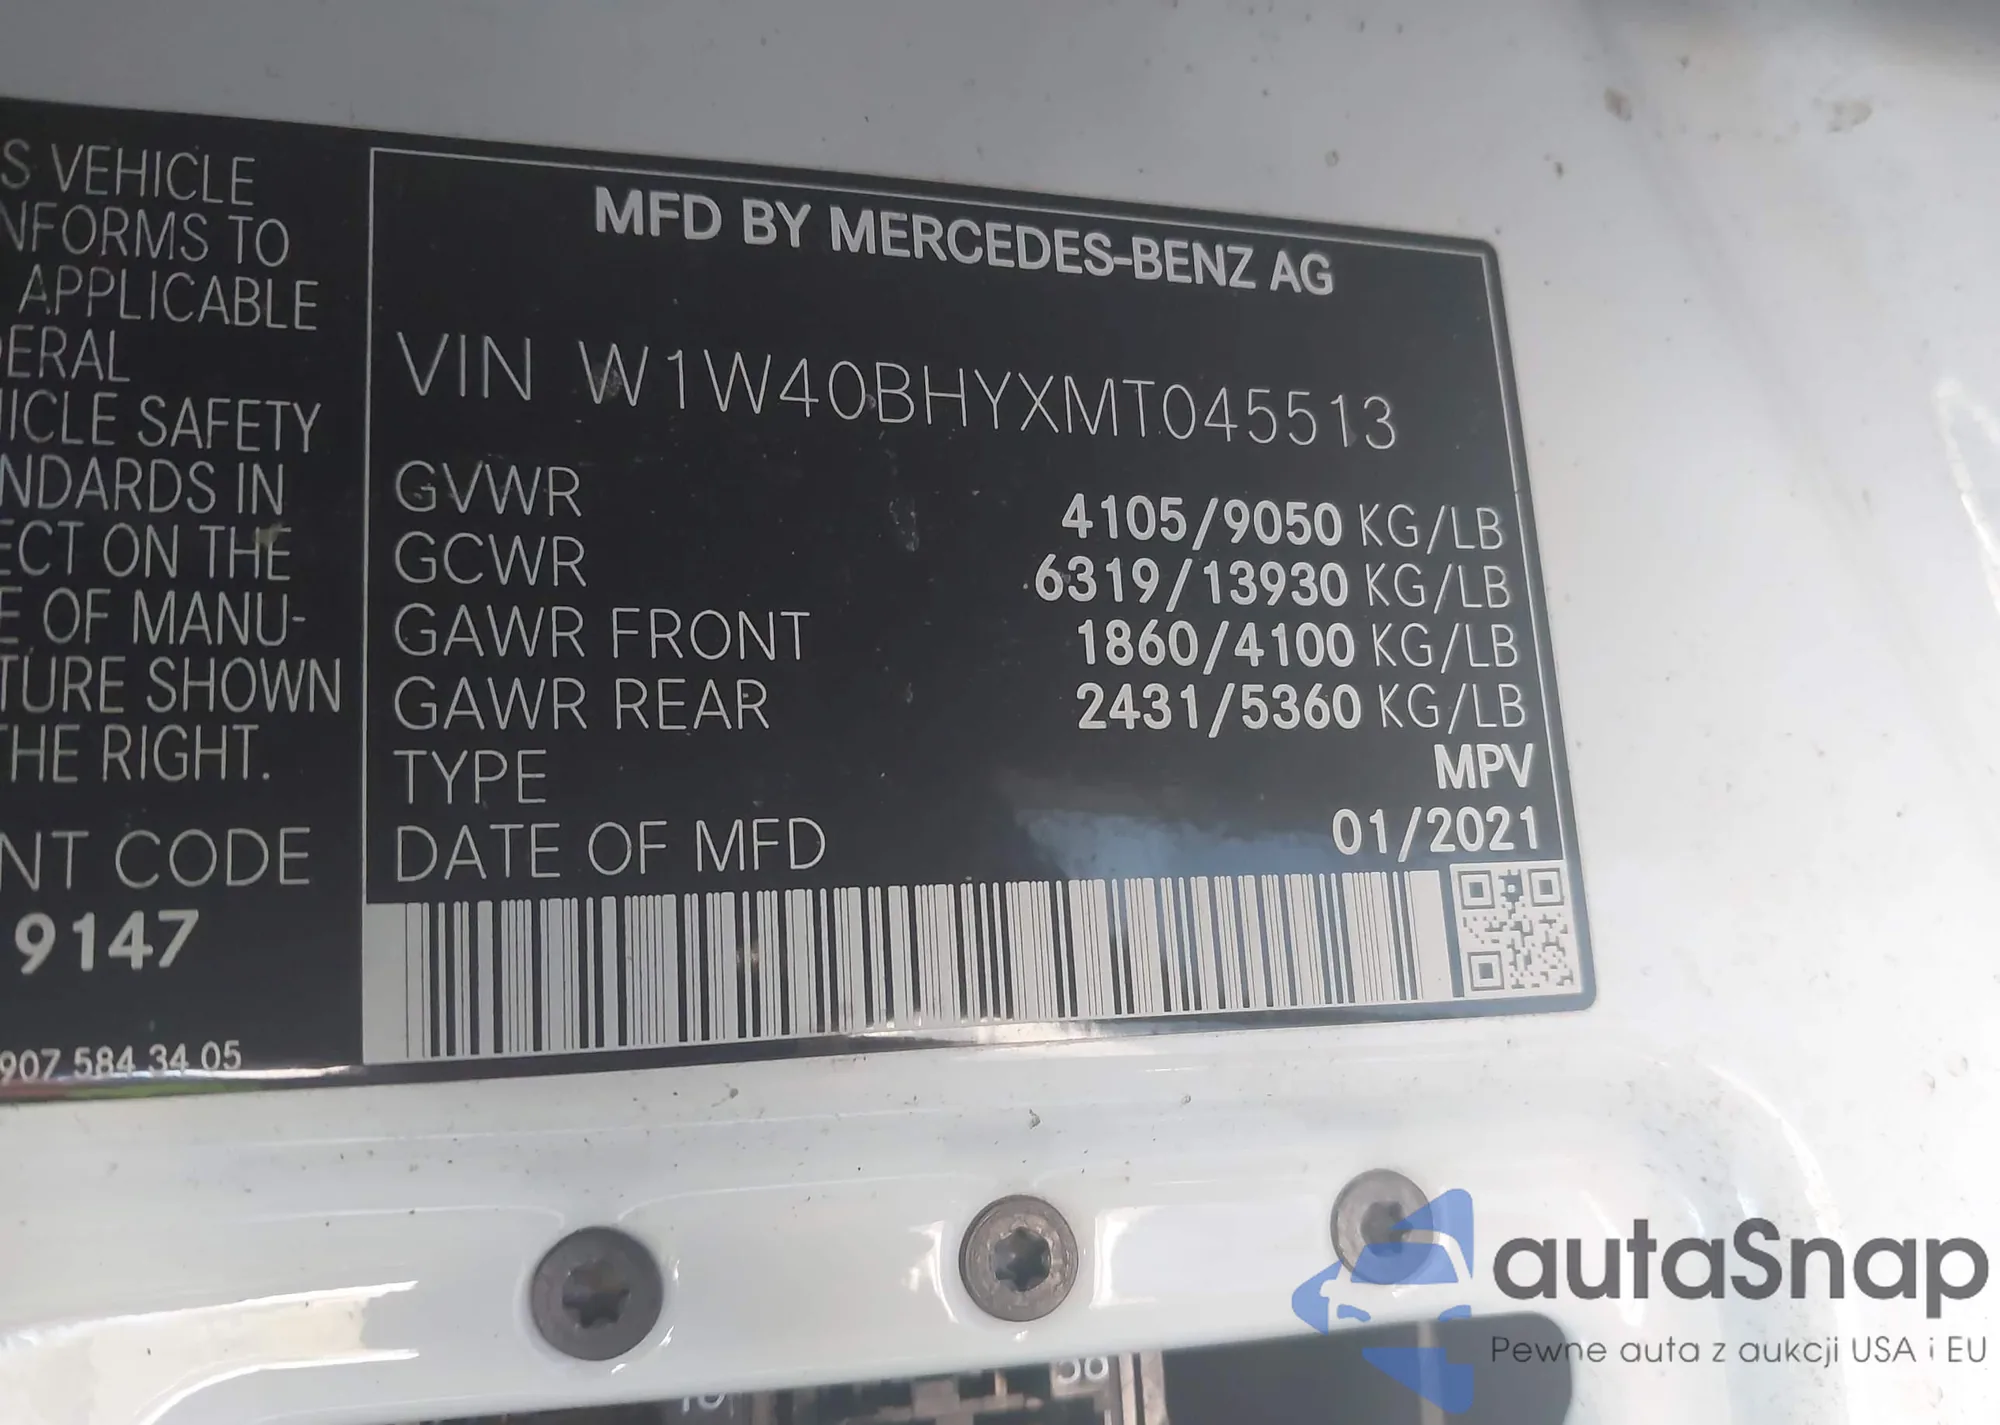 S VEHICLE
NFORMS TO
APPLICABLE
DERAL
HICLE SAFETY
NDARDS IN
ECT ON THE
E OF MANU-
TURE SHOWN
THE RIGHT.
NT CODE
9147
907 584 34 05
MFD BY MERCEDES-BENZ AG
VIN W1W40BHYXMT045513
GVWR 4105/9050 KG/LB
GCWR 6319/13930 KG/LB
GAWR FRONT 1860/4100 KG/LB
GAWR REAR 2431/5360 KG/LB
TYPE MPV
DATE OF MFD 01/2021
autaSnap
Pewne auta z aukcji USA i EU